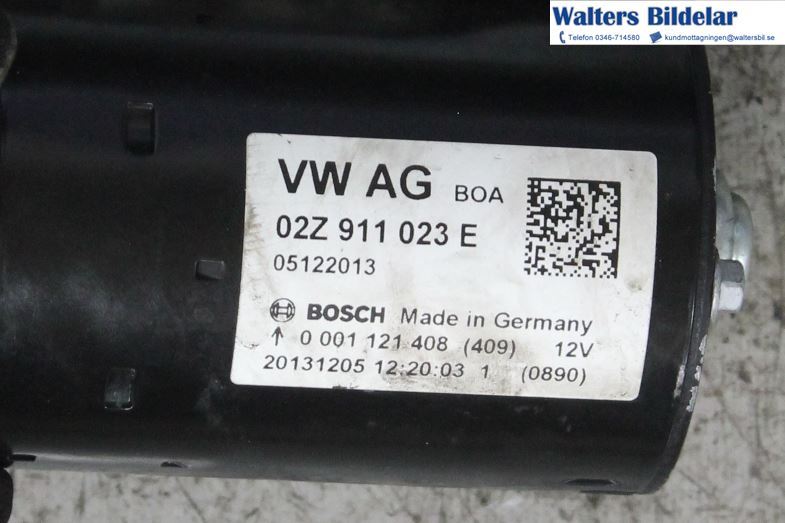 Walters Bildelar
Telefon 0346-714580 kundmottagningen@waltersbil.se
VW AG BOA
02Z 911 023 E
05122013
BOSCH Made in Germany
↑ 0 001 121 408 (409) 12V
20131205 12:20:03 1 (0890)